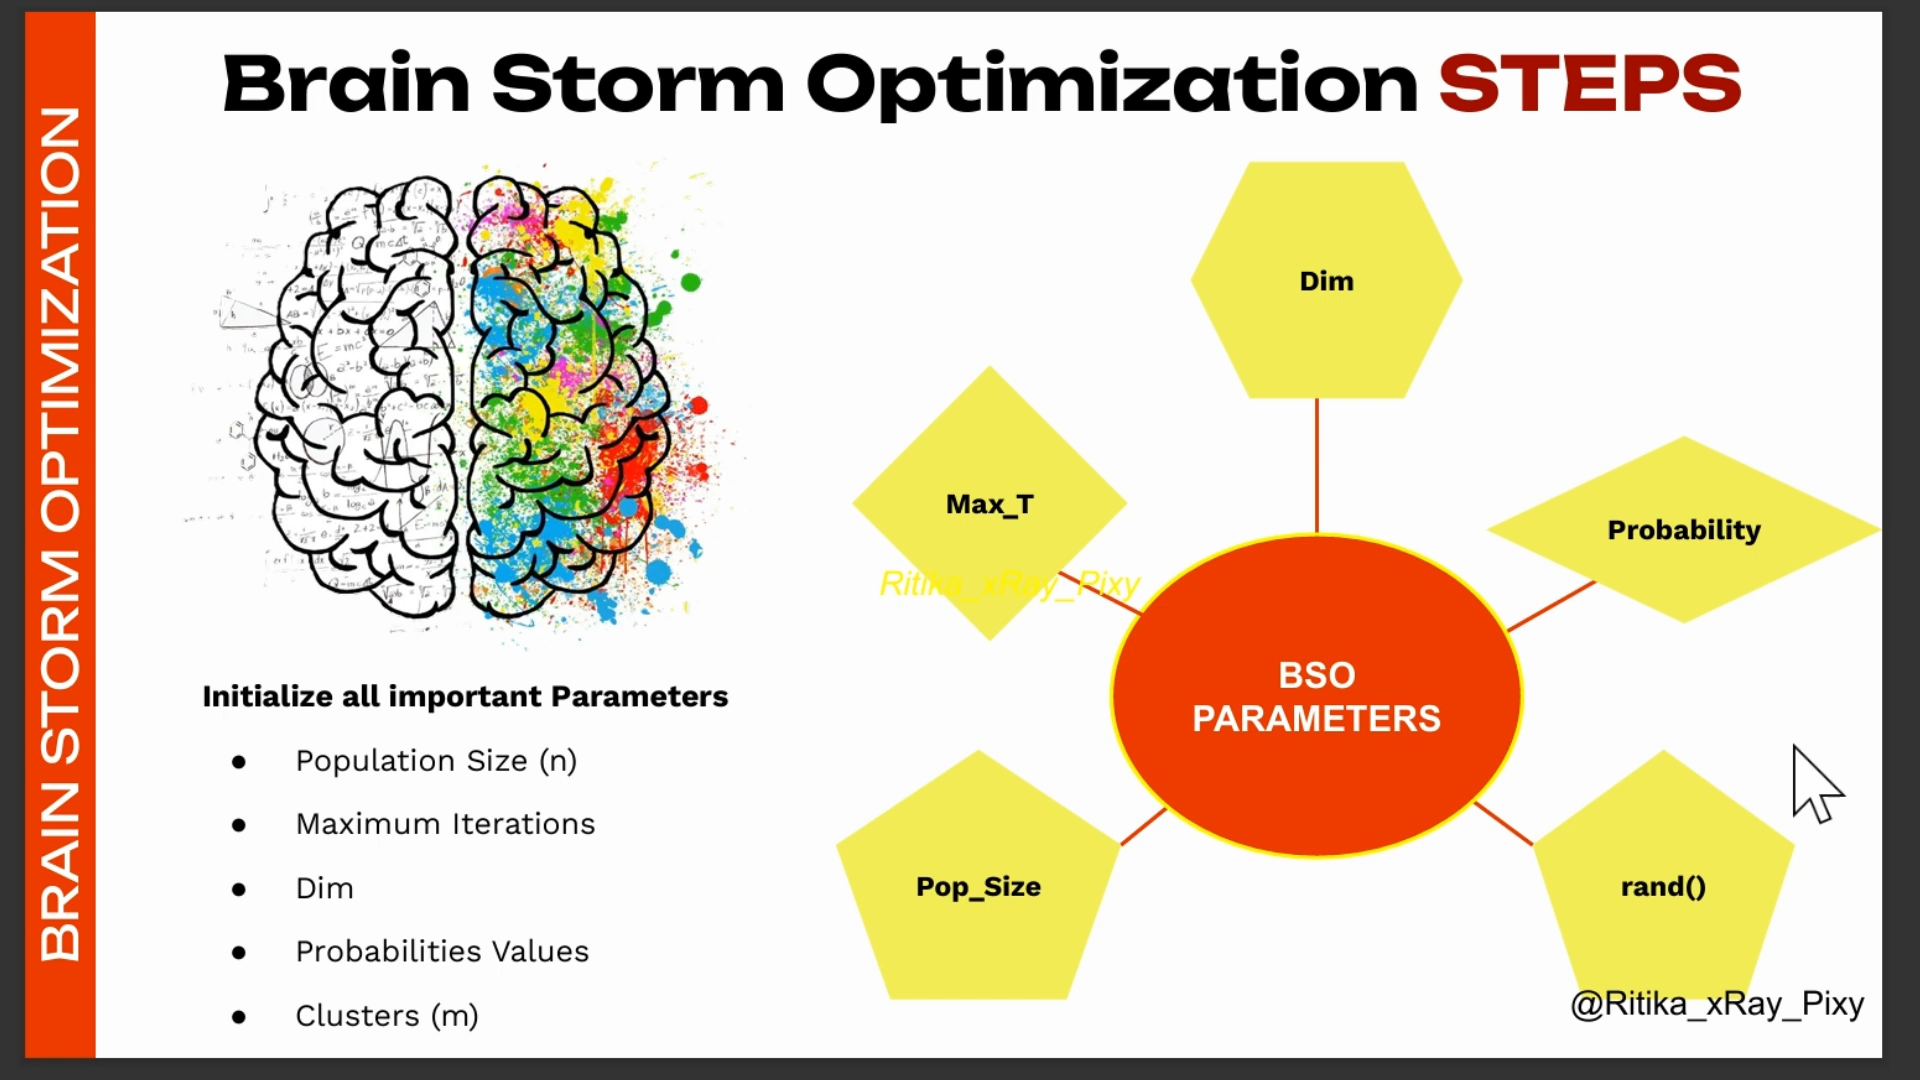 BRAIN STORM OPTIMIZATION
Brain Storm Optimization STEPS
Initialize all important Parameters
● Population Size (n)
● Maximum Iterations
● Dim
● Probabilities Values
● Clusters (m)
Dim
Max_T
Probability
Ritika_xRay_Pixy
BSO
PARAMETERS
Pop_Size
rand()
@Ritika_xRay_Pixy